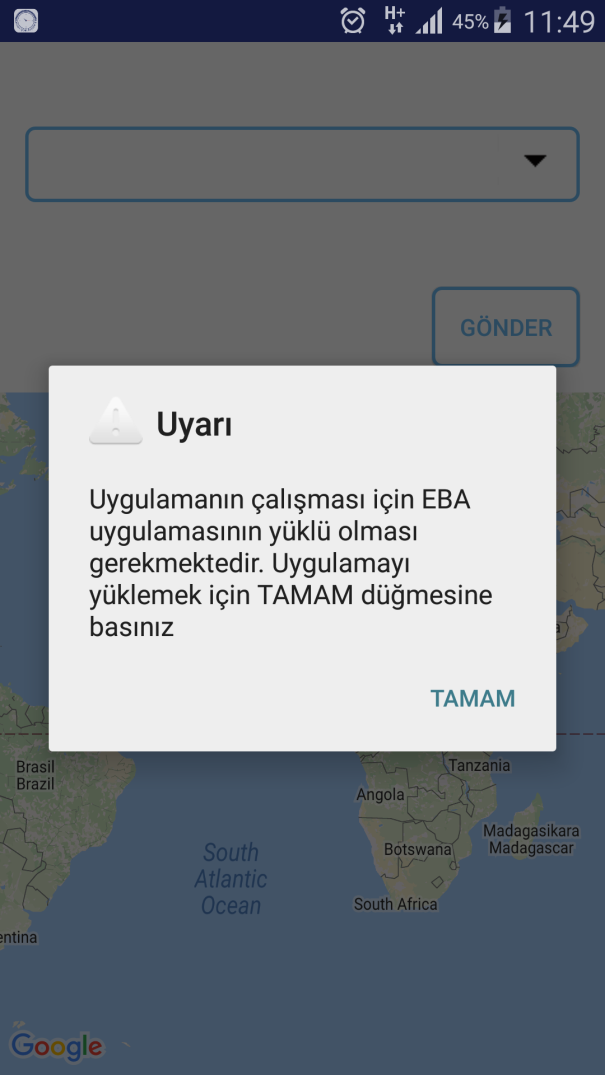 H+ 45% 11:49
GÖNDER
Uyarı
Uygulamanın çalışması için EBA
uygulamasının yüklü olması
gerekmektedir. Uygulamayı
yüklemek için TAMAM düğmesine
basınız
TAMAM
Brasil
Brazil
Tanzania
Angola
Madagasikara
Madagascar
Botswana
South
Atlantic
Ocean
South Africa
entina
Google